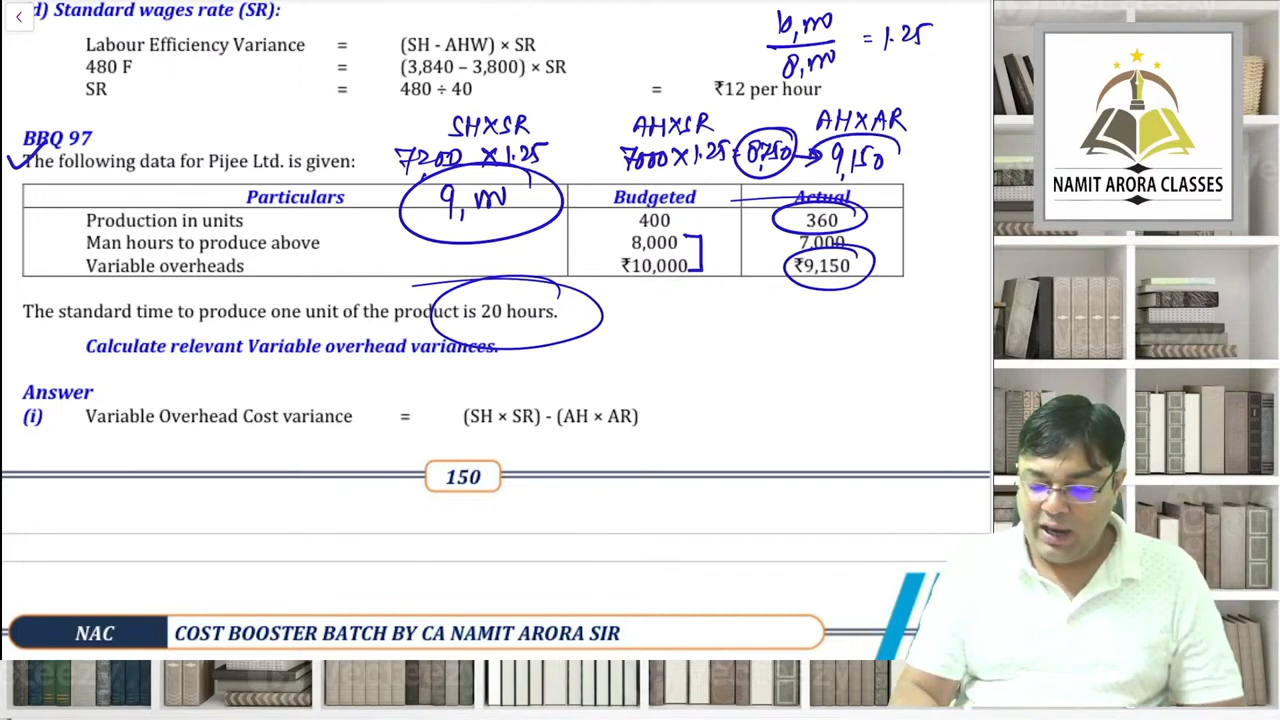 d) Standard wages rate (SR):
Labour Efficiency Variance = (SH - AHW) × SR
480 F = (3,840 – 3,800) × SR
SR = 480 ÷ 40 = ₹12 per hour
10,000 / 8,000 = 1.25
BBQ 97
SH×SR AH×SR AH×AR
The following data for Pijee Ltd. is given:
7,200 ×1.25 7000×1.25 = 8,750 → 9,150
9,000
Particulars Budgeted Actual
Production in units 400 360
Man hours to produce above 8,000 7,000
Variable overheads ₹10,000 ₹9,150
The standard time to produce one unit of the product is 20 hours.
Calculate relevant Variable overhead variances.
Answer
(i) Variable Overhead Cost variance = (SH × SR) - (AH × AR)
150
NAC COST BOOSTER BATCH BY CA NAMIT ARORA SIR
NAMIT ARORA CLASSES